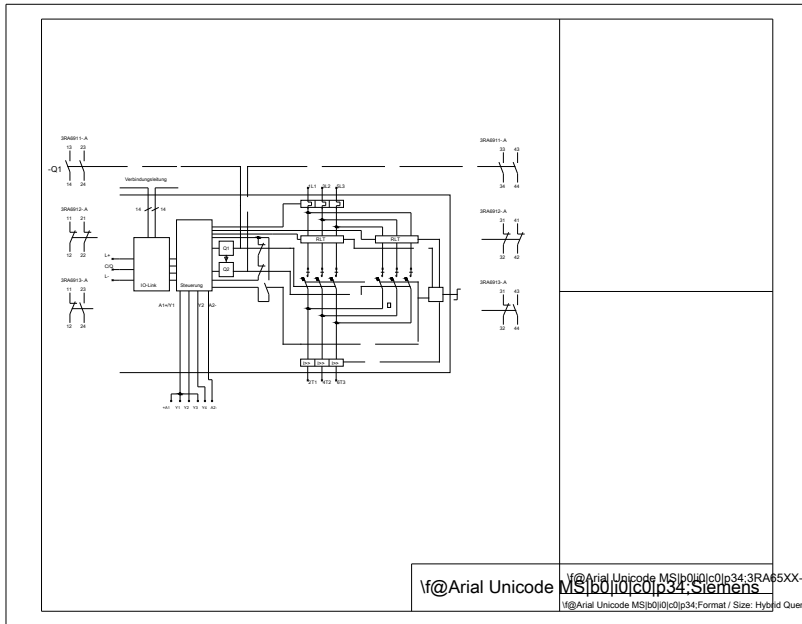 3RA6911-.A
13 23
-Q1
14 24
3RA6911-.A
33 43
34 44
Verbindungsleitung
14 14
1L1 3L2 5L3
3RA6912-.A
11 21
12 22
3RA6912-.A
31 41
32 42
RLT RLT
Q1
Q2
L+
C/Q
L-
IO-Link Steuerung
3RA6913-.A
11 23
12 24
3RA6913-.A
31 43
32 44
A1+/Y1 Y2 A2-
I>> I>> I>>
2T1 4T2 6T3
+A1 Y1 Y2 Y3 Y4 A2-
\f@Arial Unicode MS|b0|i0|c0|p34;Siemens
\f@Arial Unicode MS|b0|i0|c0|p34;3RA65XX-
\f@Arial Unicode MS|b0|i0|c0|p34;Format / Size: Hybrid Quer